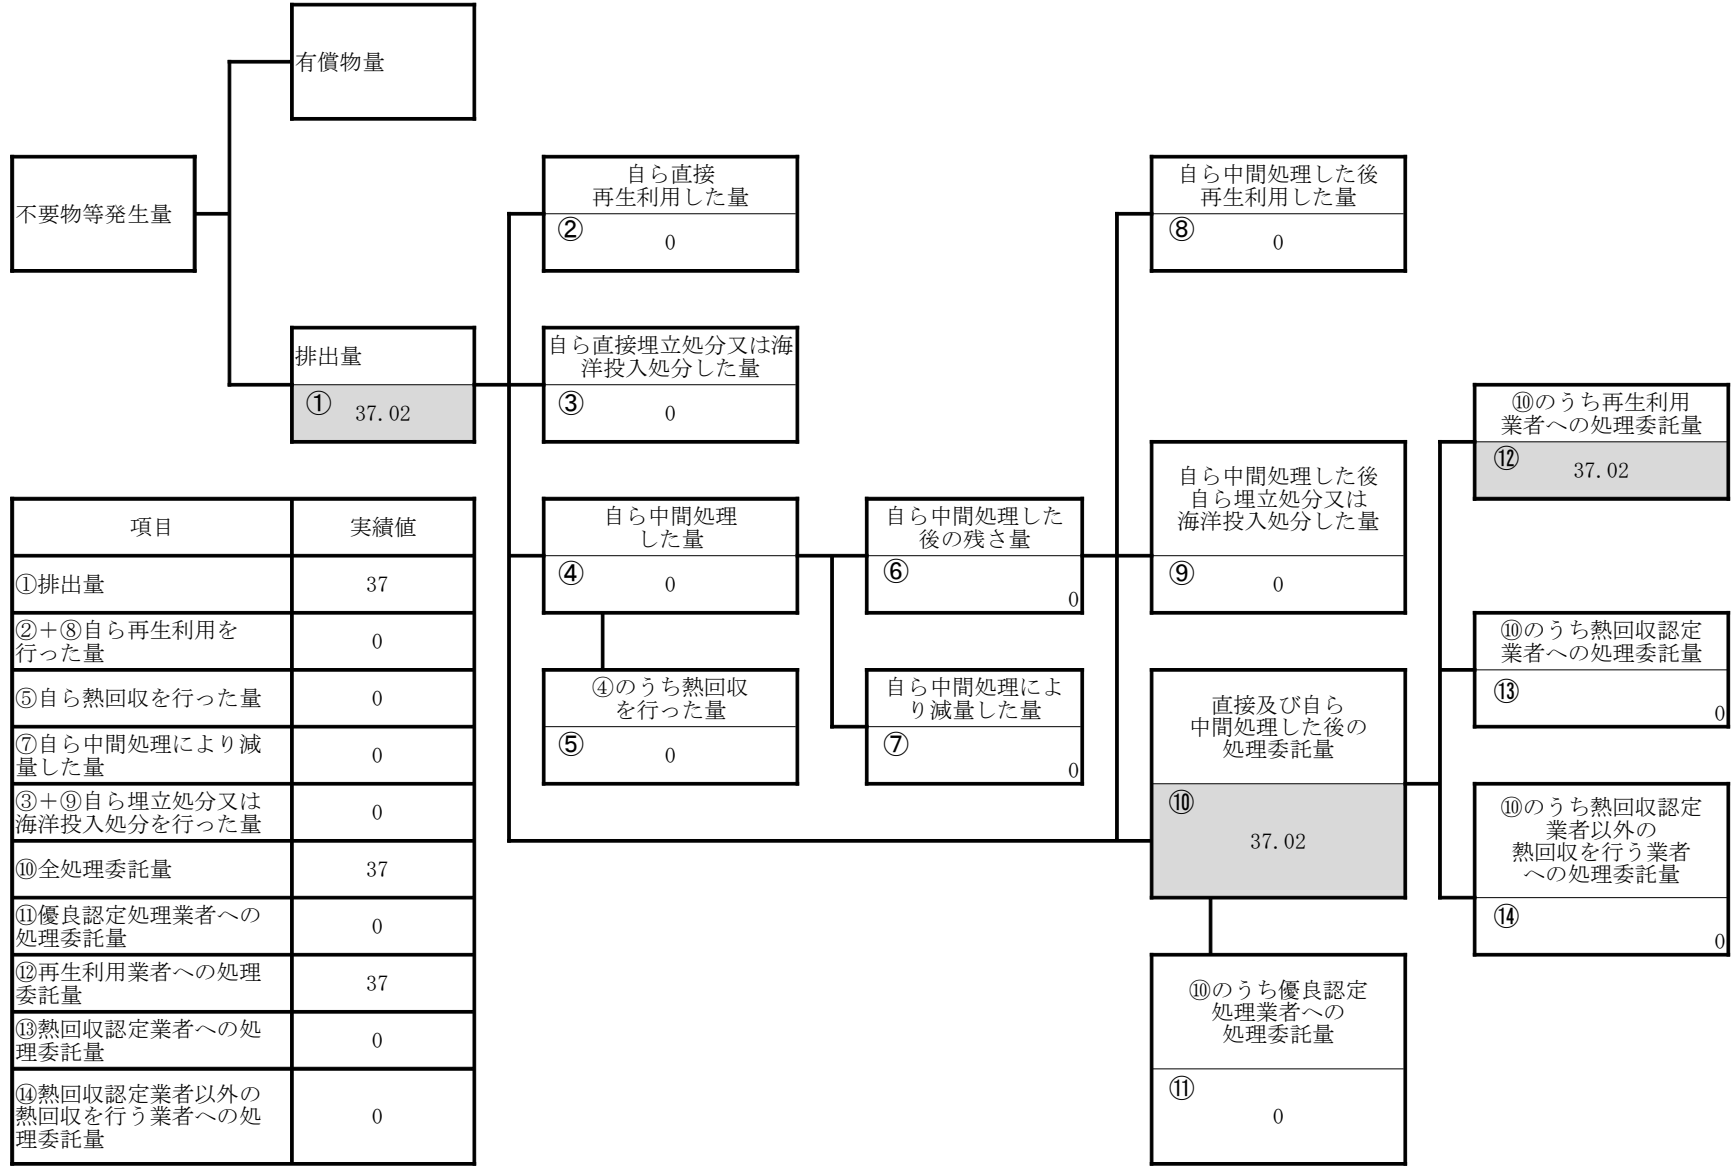 有償物量
不要物等発生量
排出量
①
37.02
自ら直接
再生利用した量
②
0
自ら直接埋立処分又は海
洋投入処分した量
③
0
自ら中間処理
した量
④
0
④のうち熱回収
を行った量
⑤
0
自ら中間処理した
後の残さ量
⑥
0
自ら中間処理によ
り減量した量
⑦
0
自ら中間処理した後
再生利用した量
⑧
0
自ら中間処理した後
自ら埋立処分又は
海洋投入処分した量
⑨
0
直接及び自ら
中間処理した後の
処理委託量
⑩
37.02
⑩のうち優良認定
処理業者への
処理委託量
⑪
0
⑩のうち再生利用
業者への処理委託量
⑫
37.02
⑩のうち熱回収認定
業者への処理委託量
⑬
0
⑩のうち熱回収認定
業者以外の
熱回収を行う業者
への処理委託量
⑭
0
項目 実績値
①排出量 37
②＋⑧自ら再生利用を
行った量 0
⑤自ら熱回収を行った量 0
⑦自ら中間処理により減
量した量 0
③＋⑨自ら埋立処分又は
海洋投入処分を行った量 0
⑩全処理委託量 37
⑪優良認定処理業者への
処理委託量 0
⑫再生利用業者への処理
委託量 37
⑬熱回収認定業者への処
理委託量 0
⑭熱回収認定業者以外の
熱回収を行う業者への処
理委託量 0